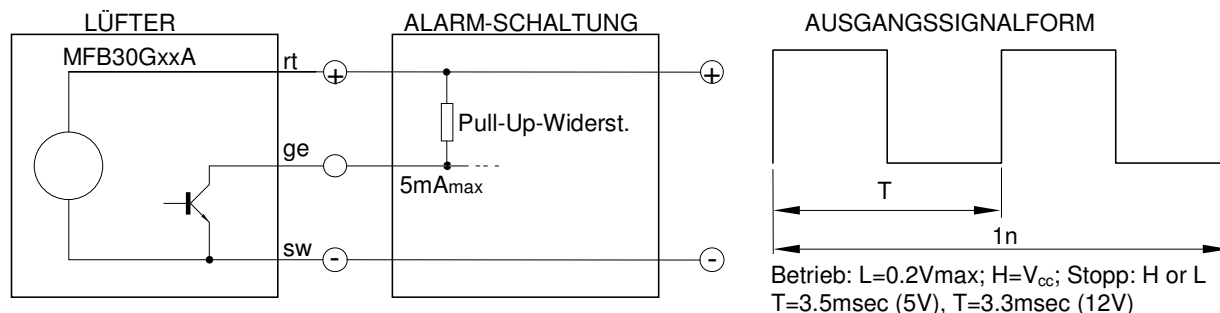 LÜFTER
MFB30GxxA
rt
+
ge
sw
-
ALARM-SCHALTUNG
Pull-Up-Widerst.
5mAmax
+
-
AUSGANGSSIGNALFORM
T
1n
Betrieb: L=0.2Vmax; H=Vcc; Stopp: H or L
T=3.5msec (5V), T=3.3msec (12V)